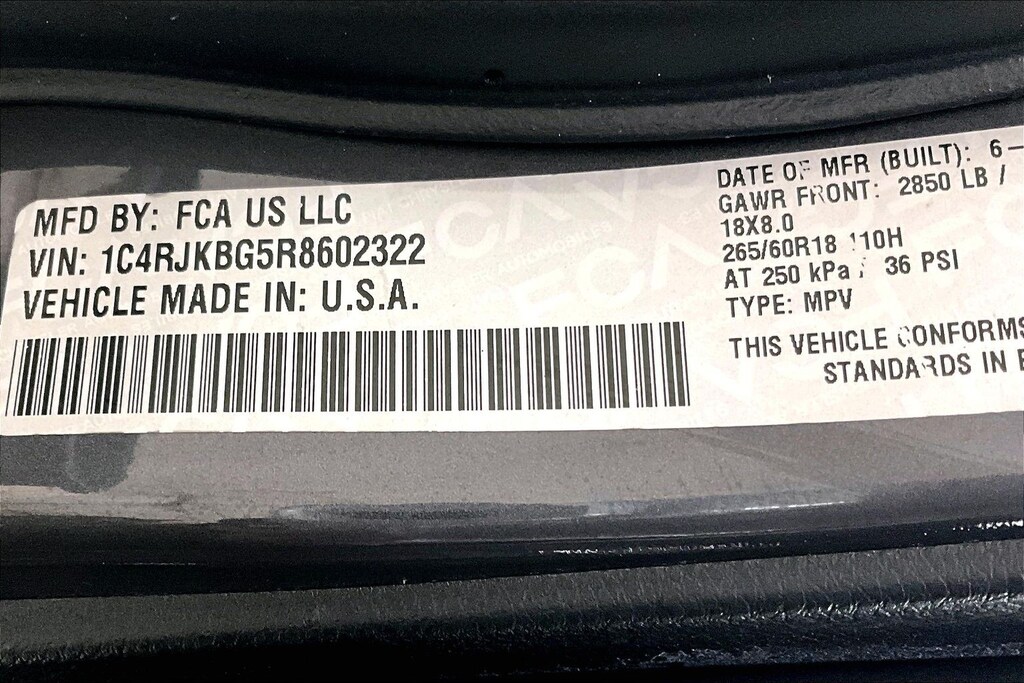 MFD BY: FCA US LLC
VIN: 1C4RJKBG5R8602322
VEHICLE MADE IN: U.S.A.
DATE OF MFR (BUILT): 6-
GAWR FRONT: 2850 LB /
18X8.0
265/60R18 110H
AT 250 kPa / 36 PSI
TYPE: MPV
THIS VEHICLE CONFORMS
STANDARDS IN